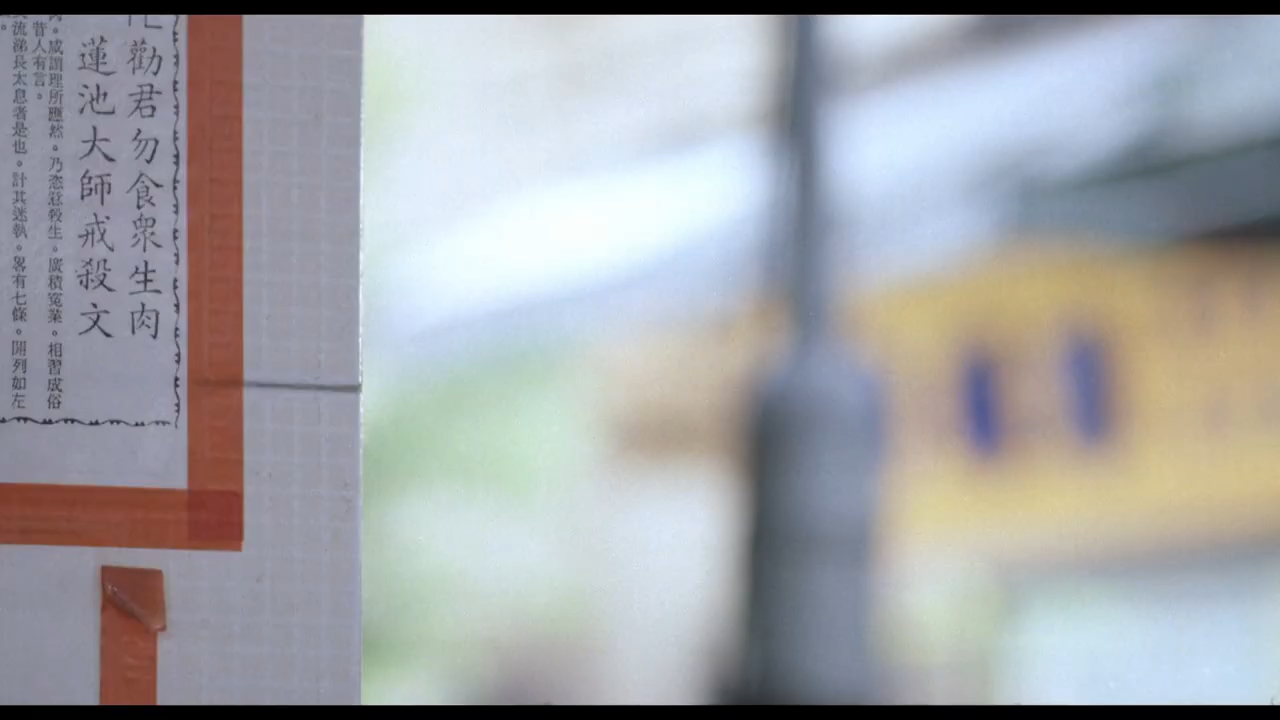 勸君勿食眾生肉
蓮池大師戒殺文
。咸謂理所應然。乃恣殺生。廣積冤業。相習成俗
昔人有言。
流涕長太息者是也。計其迷執。畧有七條。開列如左